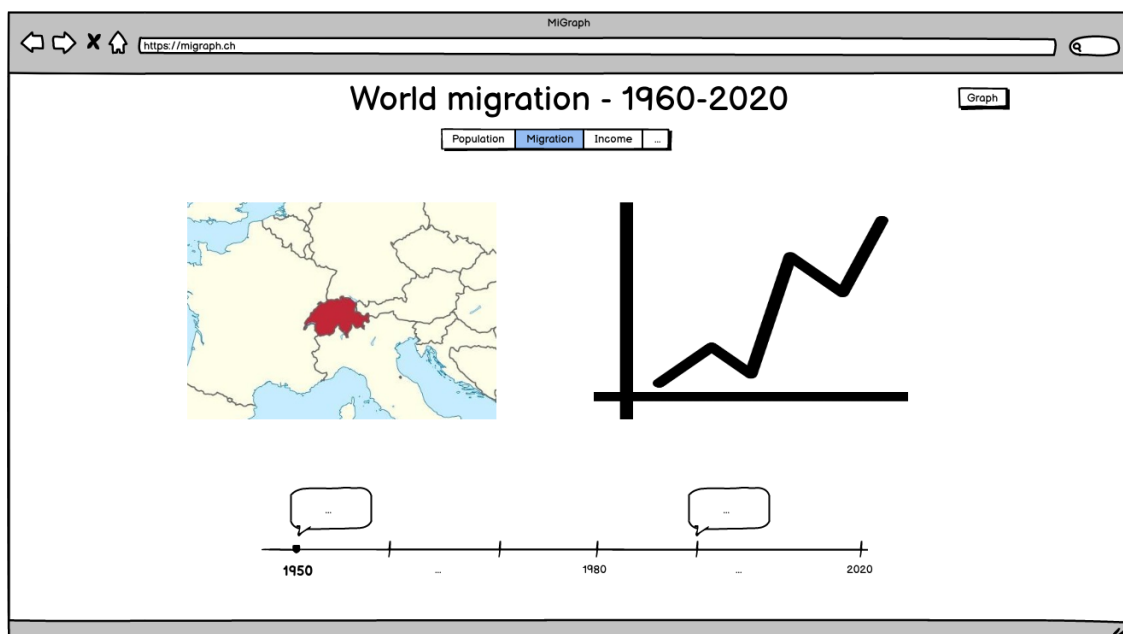 MiGraph
https://migraph.ch
World migration - 1960-2020
Graph
Population Migration Income ...
... ...
1950 ... 1980 ... 2020